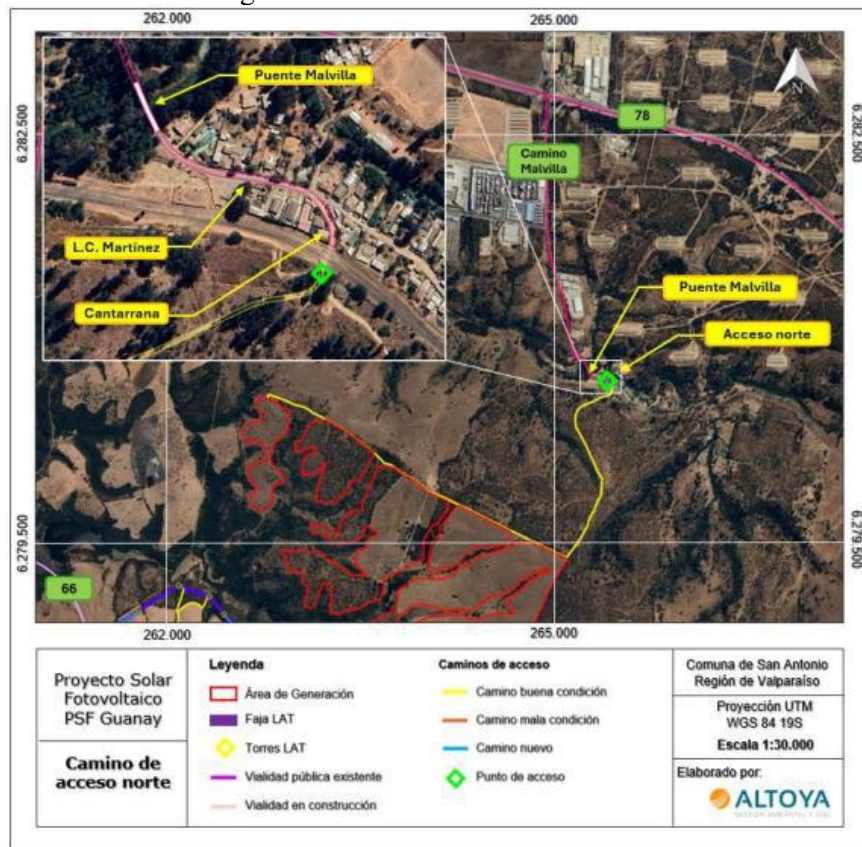 262.000
265.000
Puente Malvilla
78
6.282.500
6.282.500
Camino
Malvilla
L.C. Martínez
Puente Malvilla
Cantarrana
Acceso norte
N
6.279.500
6.279.500
66
262.000
265.000
Proyecto Solar
Fotovoltaico
PSF Guanay
Camino de
acceso norte
Leyenda
Área de Generación
Faja LAT
Torres LAT
Vialidad pública existente
Vialidad en construcción
Caminos de acceso
Camino buena condición
Camino mala condición
Camino nuevo
Punto de acceso
Comuna de San Antonio
Región de Valparaíso
Proyección UTM
WGS 84 19S
Escala 1:30.000
Elaborado por:
ALTOYA
GESTIÓN AMBIENTAL Y VIAL